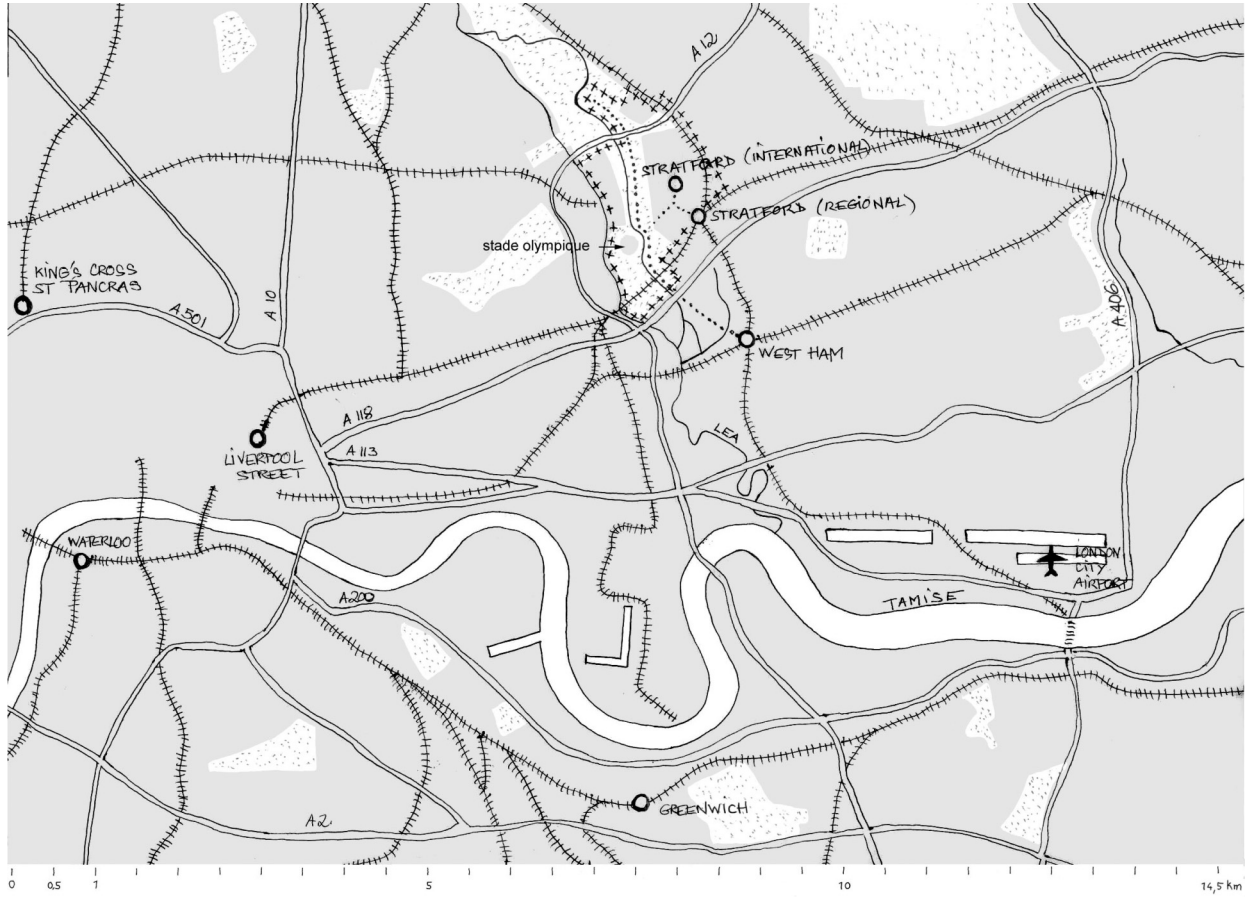 A12
STRATFORD (INTERNATIONAL)
STRATFORD (REGIONAL)
stade olympique
KING'S CROSS
ST PANCRAS
A 501
A 10
A 406
WEST HAM
A 118
A 113
LIVERPOOL
STREET
LEA
WATERLOO
LONDON
CITY
AIRPORT
TAMISE
A200
GREENWICH
A2
0 0,5 1 5 10 14,5 km